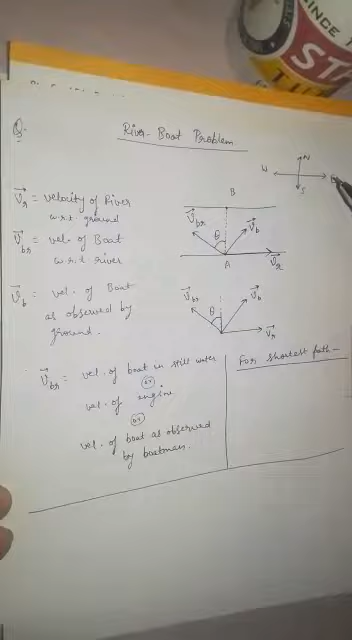 Q.
River-Boat Problem
N
W
S
V⃗r = velocity of River
w.r.t ground
V⃗br = vel. of Boat
w.r.t river
V⃗b = vel. of Boat
as observed by
ground.
B
V⃗br
θ
V⃗b
A
V⃗r
V⃗br
θ
V⃗b
V⃗r
V⃗br = vel. of boat in still water
or
vel. of engine
or
vel. of boat as observed
by boatman.
For shortest path-